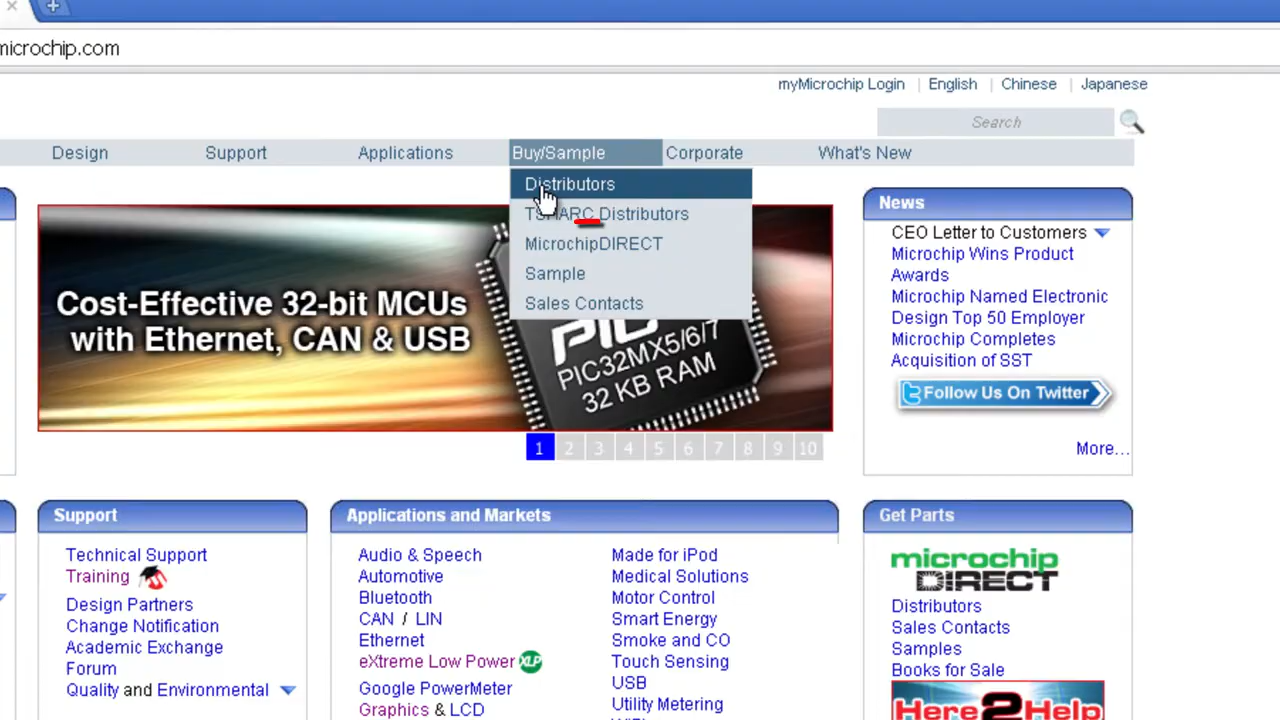 microchip.com
myMicrochip Login | English | Chinese | Japanese
Search
Design Support Applications Buy/Sample Corporate What's New
Distributors
TSMARC Distributors
MicrochipDIRECT
Sample
Sales Contacts
Cost-Effective 32-bit MCUs
with Ethernet, CAN & USB
PIC
PIC32MX5/6/7
32 KB RAM
1 2 3 4 5 6 7 8 9 10
News
CEO Letter to Customers
Microchip Wins Product
Awards
Microchip Named Electronic
Design Top 50 Employer
Microchip Completes
Acquisition of SST
Follow Us On Twitter
More...
Support
Technical Support
Training
Design Partners
Change Notification
Academic Exchange
Forum
Quality and Environmental
Applications and Markets
Audio & Speech
Automotive
Bluetooth
CAN / LIN
Ethernet
eXtreme Low Power XLP
Google PowerMeter
Graphics & LCD
Made for iPod
Medical Solutions
Motor Control
Smart Energy
Smoke and CO
Touch Sensing
USB
Utility Metering
Get Parts
microchip
DIRECT
Distributors
Sales Contacts
Samples
Books for Sale
Here2Help